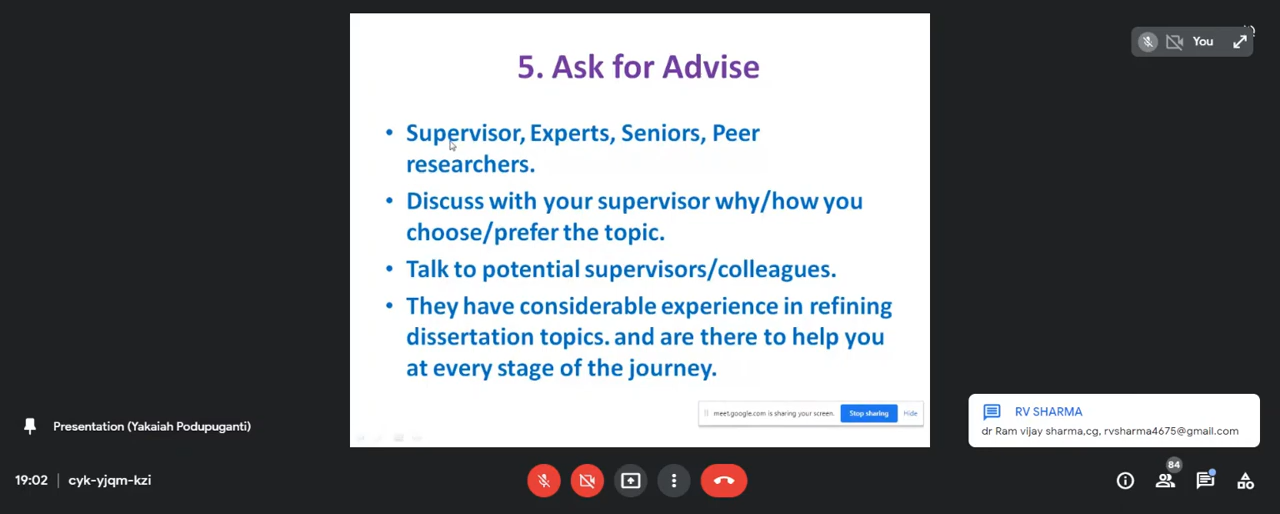 You
5. Ask for Advise
• Supervisor, Experts, Seniors, Peer
researchers.
• Discuss with your supervisor why/how you
choose/prefer the topic.
• Talk to potential supervisors/colleagues.
• They have considerable experience in refining
dissertation topics. and are there to help you
at every stage of the journey.
meet.google.com is sharing your screen. Stop sharing Hide
Presentation (Yakaiah Podupuganti)
RV SHARMA
dr Ram vijay sharma,cg, rvsharma4675@gmail.com
19:02 | cyk-yjqm-kzi
84